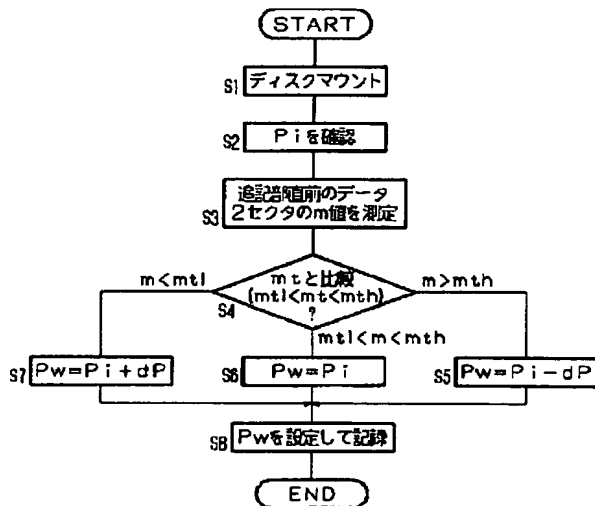 START
S1 ディスクマウント
S2 Piを確認
S3 追記部直前のデータ
2セクタのm値を測定
mtと比較
(mtl<mt<mth)
?
S4
m<mtl
m>mth
mtl<m<mth
S7 Pw=Pi+dP
S6 Pw=Pi
S5 Pw=Pi-dP
S8 Pwを設定して記録
END